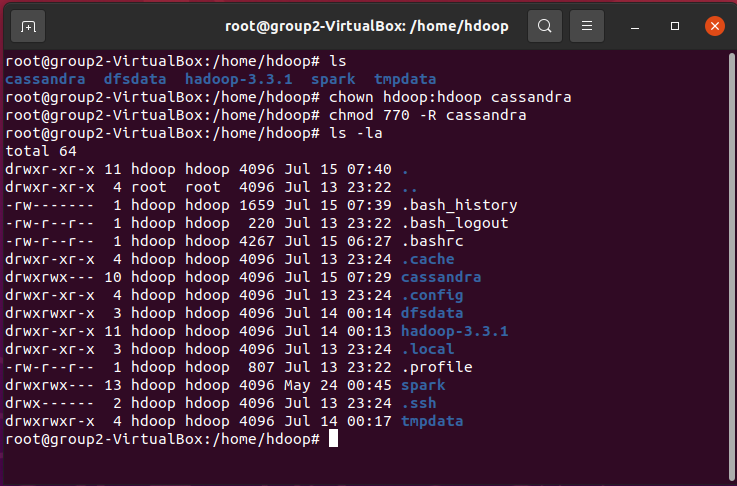 root@group2-VirtualBox: /home/hdoop
root@group2-VirtualBox:/home/hdoop# ls
cassandra  dfsdata  hadoop-3.3.1  spark  tmpdata
root@group2-VirtualBox:/home/hdoop# chown hdoop:hdoop cassandra
root@group2-VirtualBox:/home/hdoop# chmod 770 -R cassandra
root@group2-VirtualBox:/home/hdoop# ls -la
total 64
drwxr-xr-x 11 hdoop hdoop 4096 Jul 15 07:40 .
drwxr-xr-x  4 root  root  4096 Jul 13 23:22 ..
-rw-------  1 hdoop hdoop 1659 Jul 15 07:39 .bash_history
-rw-r--r--  1 hdoop hdoop  220 Jul 13 23:22 .bash_logout
-rw-r--r--  1 hdoop hdoop 4267 Jul 15 06:27 .bashrc
drwxr-xr-x  4 hdoop hdoop 4096 Jul 13 23:24 .cache
drwxrwx--- 10 hdoop hdoop 4096 Jul 15 07:29 cassandra
drwxr-xr-x  4 hdoop hdoop 4096 Jul 13 23:24 .config
drwxrwxr-x  3 hdoop hdoop 4096 Jul 14 00:14 dfsdata
drwxr-xr-x 11 hdoop hdoop 4096 Jul 14 00:13 hadoop-3.3.1
drwxr-xr-x  3 hdoop hdoop 4096 Jul 13 23:24 .local
-rw-r--r--  1 hdoop hdoop  807 Jul 13 23:22 .profile
drwxrwx--- 13 hdoop hdoop 4096 May 24 00:45 spark
drwx------  2 hdoop hdoop 4096 Jul 13 23:24 .ssh
drwxrwxr-x  4 hdoop hdoop 4096 Jul 14 00:17 tmpdata
root@group2-VirtualBox:/home/hdoop#